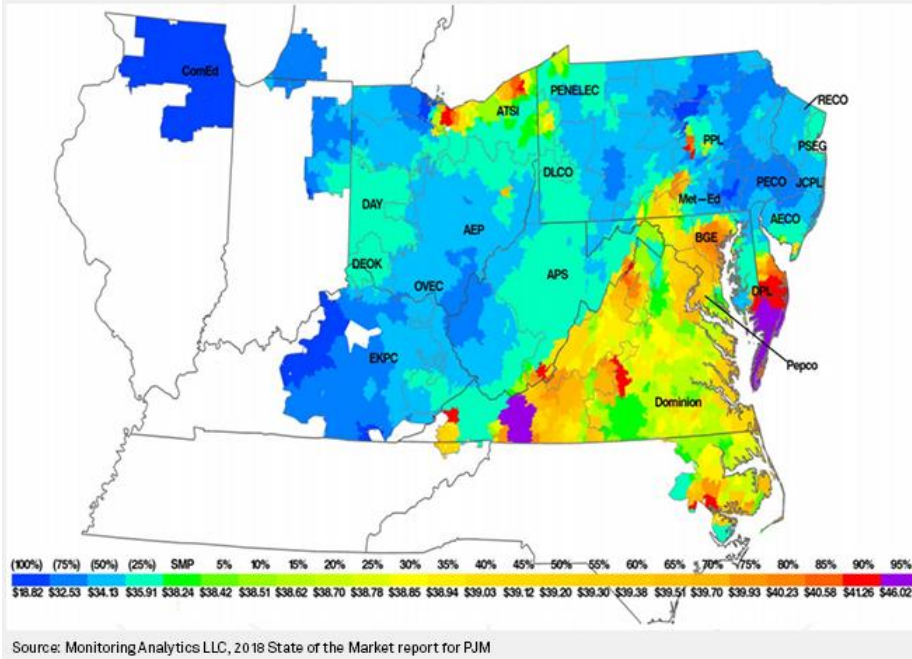 ComEd
ATSI
PENELEC
RECO
PPL
PSEG
DLCO
PECO
JCPL
DAY
Met-Ed
AECO
AEP
BGE
DEOK
APS
OVEC
DPL
EKPC
Pepco
Dominion
(100%) (75%) (50%) (25%) SMP 5% 10% 15% 20% 25% 30% 35% 40% 45% 50% 55% 60% 65% 70% 75% 80% 85% 90% 95%
$18.82 $32.53 $34.13 $35.91 $38.24 $38.42 $38.51 $38.62 $38.70 $38.78 $38.85 $38.94 $39.03 $39.12 $39.20 $39.30 $39.38 $39.51 $39.70 $39.93 $40.23 $40.58 $41.26 $46.02
Source: Monitoring Analytics LLC, 2018 State of the Market report for PJM